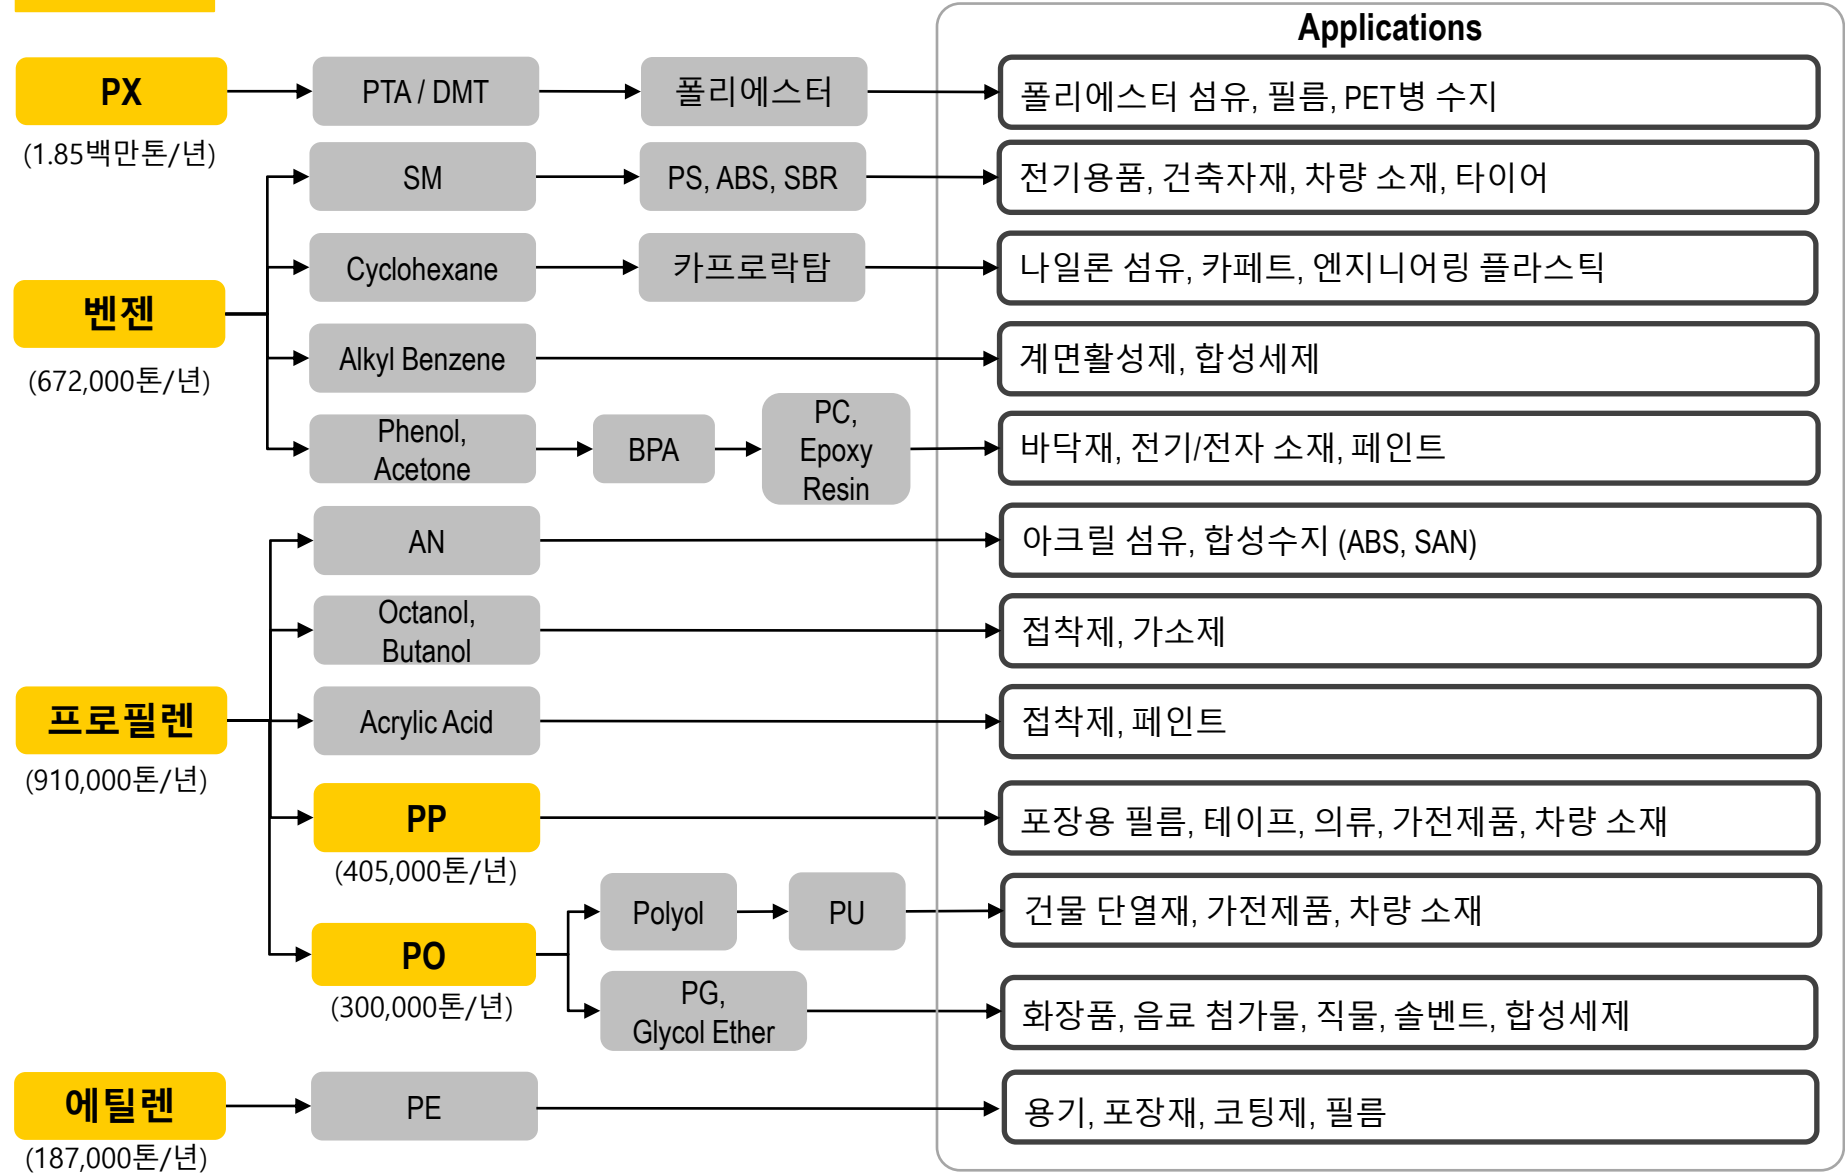 Applications
PX
(1.85백만톤/년)
PTA / DMT
폴리에스터
폴리에스터 섬유, 필름, PET병 수지
벤젠
(672,000톤/년)
SM
PS, ABS, SBR
전기용품, 건축자재, 차량 소재, 타이어
Cyclohexane
카프로락탐
나일론 섬유, 카페트, 엔지니어링 플라스틱
Alkyl Benzene
계면활성제, 합성세제
Phenol,
Acetone
BPA
PC,
Epoxy
Resin
바닥재, 전기/전자 소재, 페인트
프로필렌
(910,000톤/년)
AN
아크릴 섬유, 합성수지 (ABS, SAN)
Octanol,
Butanol
접착제, 가소제
Acrylic Acid
접착제, 페인트
PP
(405,000톤/년)
포장용 필름, 테이프, 의류, 가전제품, 차량 소재
PO
(300,000톤/년)
Polyol
PU
건물 단열재, 가전제품, 차량 소재
PG,
Glycol Ether
화장품, 음료 첨가물, 직물, 솔벤트, 합성세제
에틸렌
(187,000톤/년)
PE
용기, 포장재, 코팅제, 필름